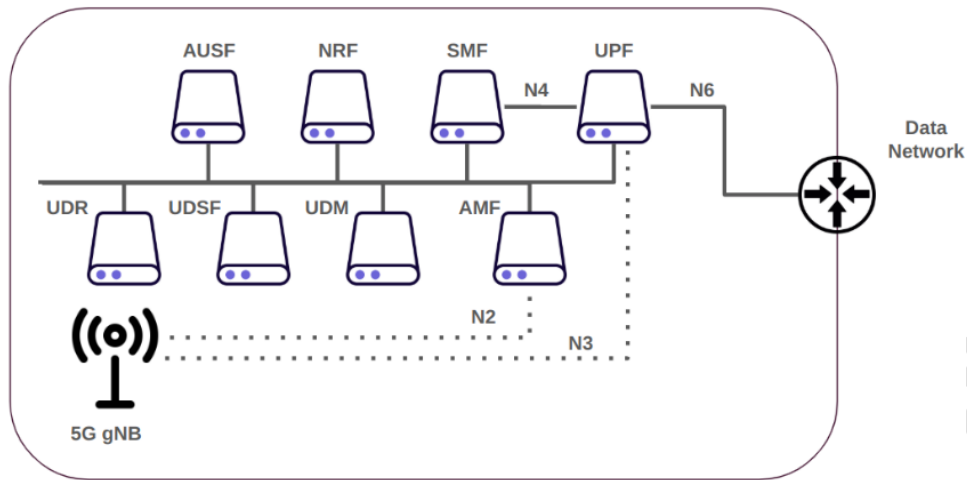 AUSF NRF SMF UPF
N4 N6
Data
Network
UDR UDSF UDM AMF
N2
N3
5G gNB